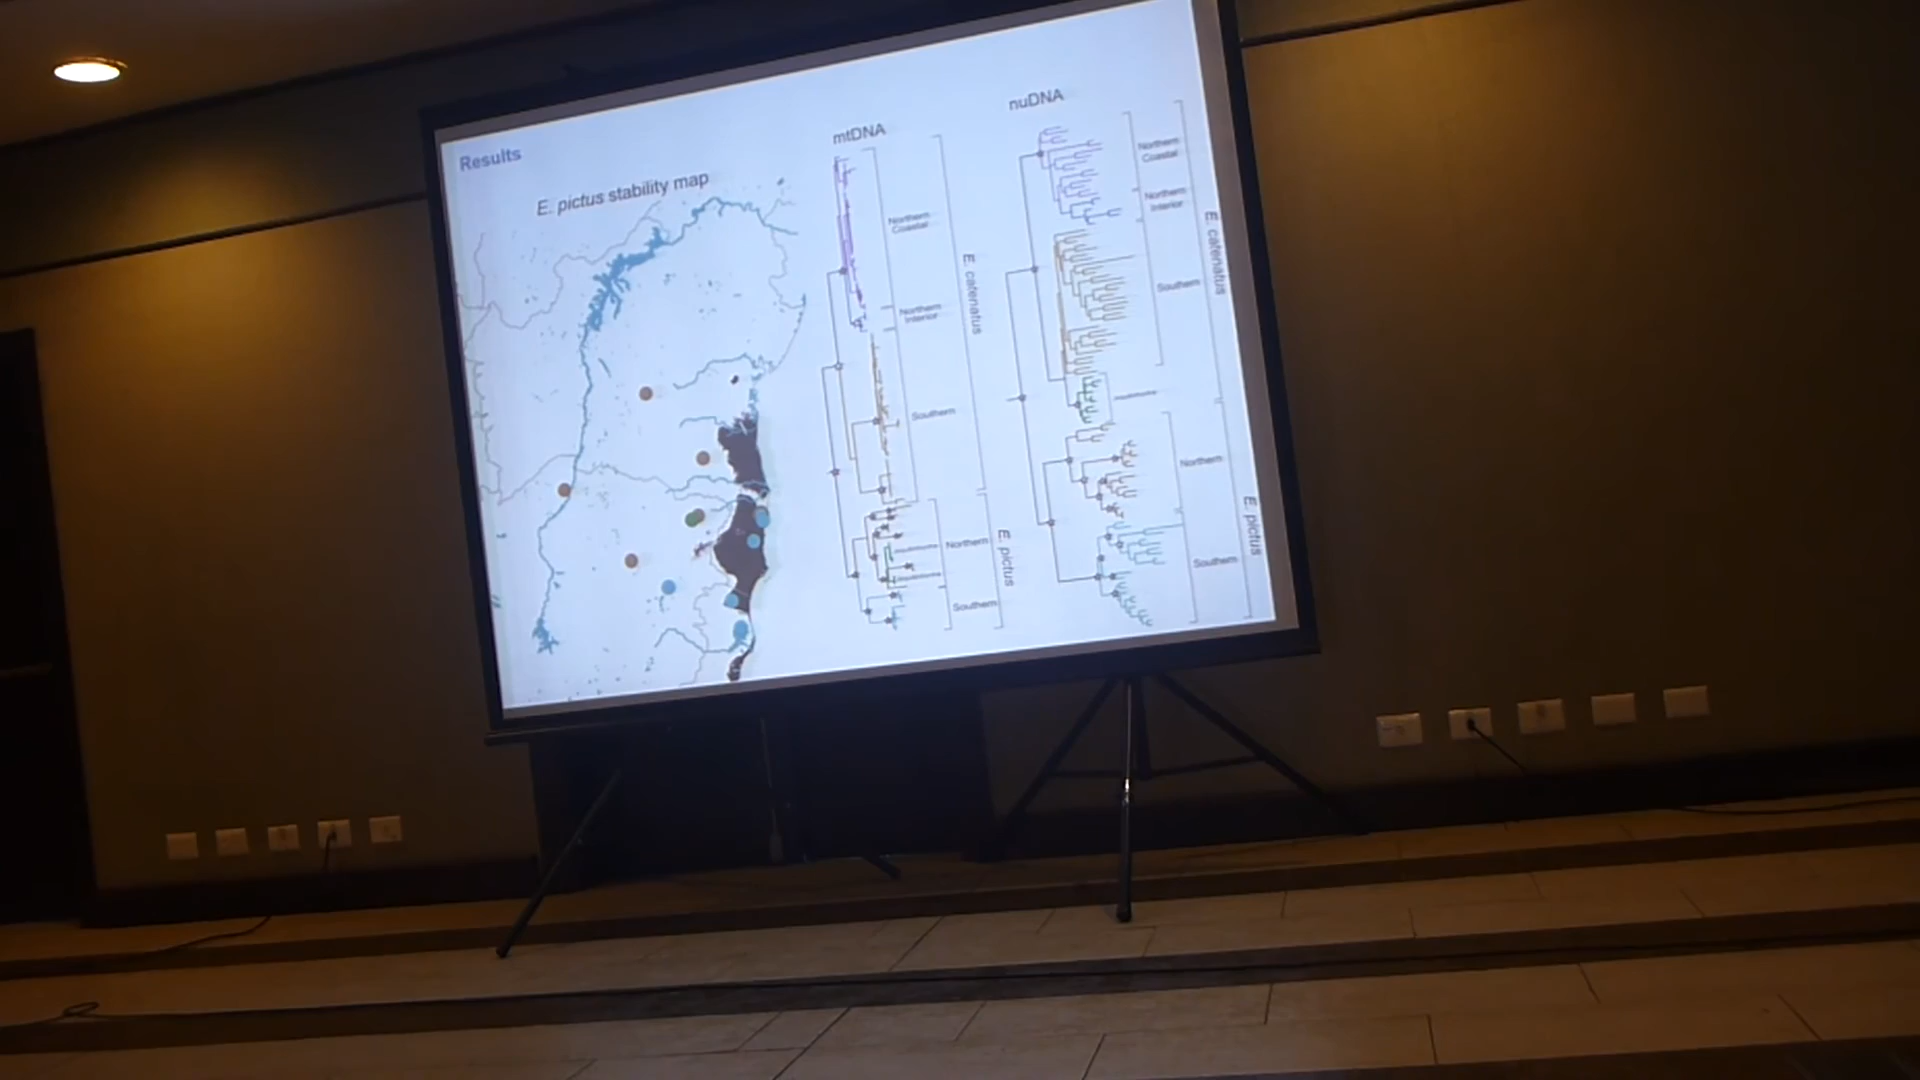 Results
E. pictus stability map
mtDNA
Northern
Coastal
Northern
Interior
Southern
E. catenatus
Northern
Southern
E. pictus
nuDNA
Northern
Coastal
Northern
Interior
Southern
E. catenatus
Northern
Southern
E. pictus